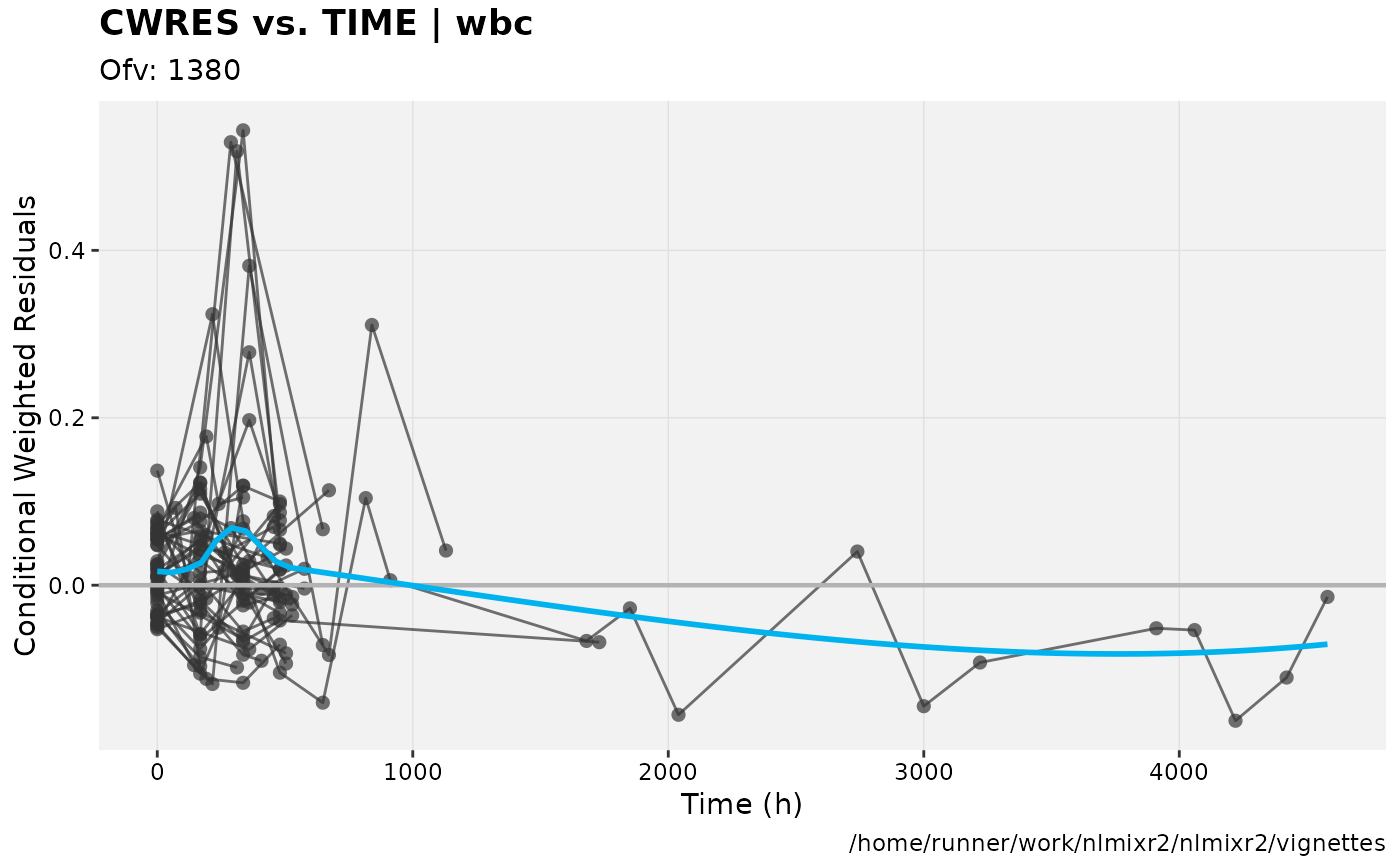 CWRES vs. TIME | wbc
Ofv: 1380
Conditional Weighted Residuals
0.4
0.2
0.0
0 1000 2000 3000 4000
Time (h)
/home/runner/work/nlmixr2/nlmixr2/vignettes